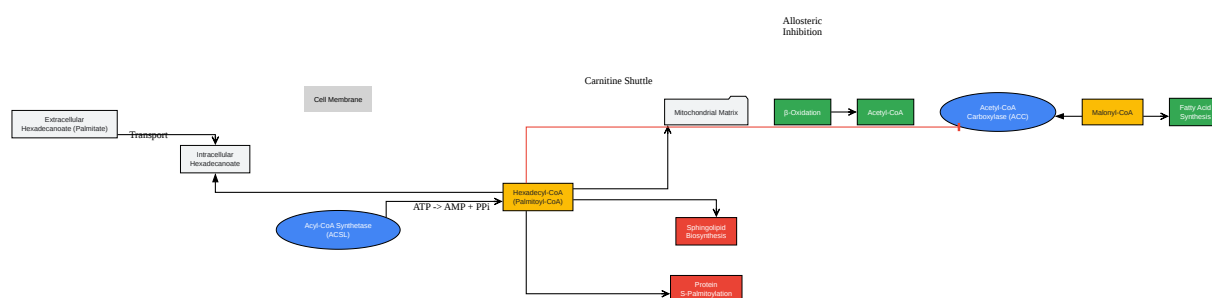 Allosteric
Inhibition
Carnitine Shuttle
Cell Membrane
Extracellular
Hexadecanoate (Palmitate)
Transport
Intracellular
Hexadecanoate
Mitochondrial Matrix
β-Oxidation
Acetyl-CoA
Acetyl-CoA
Carboxylase (ACC)
Malonyl-CoA
Fatty Acid
Synthesis
Hexadecyl-CoA
(Palmitoyl-CoA)
ATP -> AMP + PPi
Acyl-CoA Synthetase
(ACSL)
Sphingolipid
Biosynthesis
Protein
S-Palmitoylation